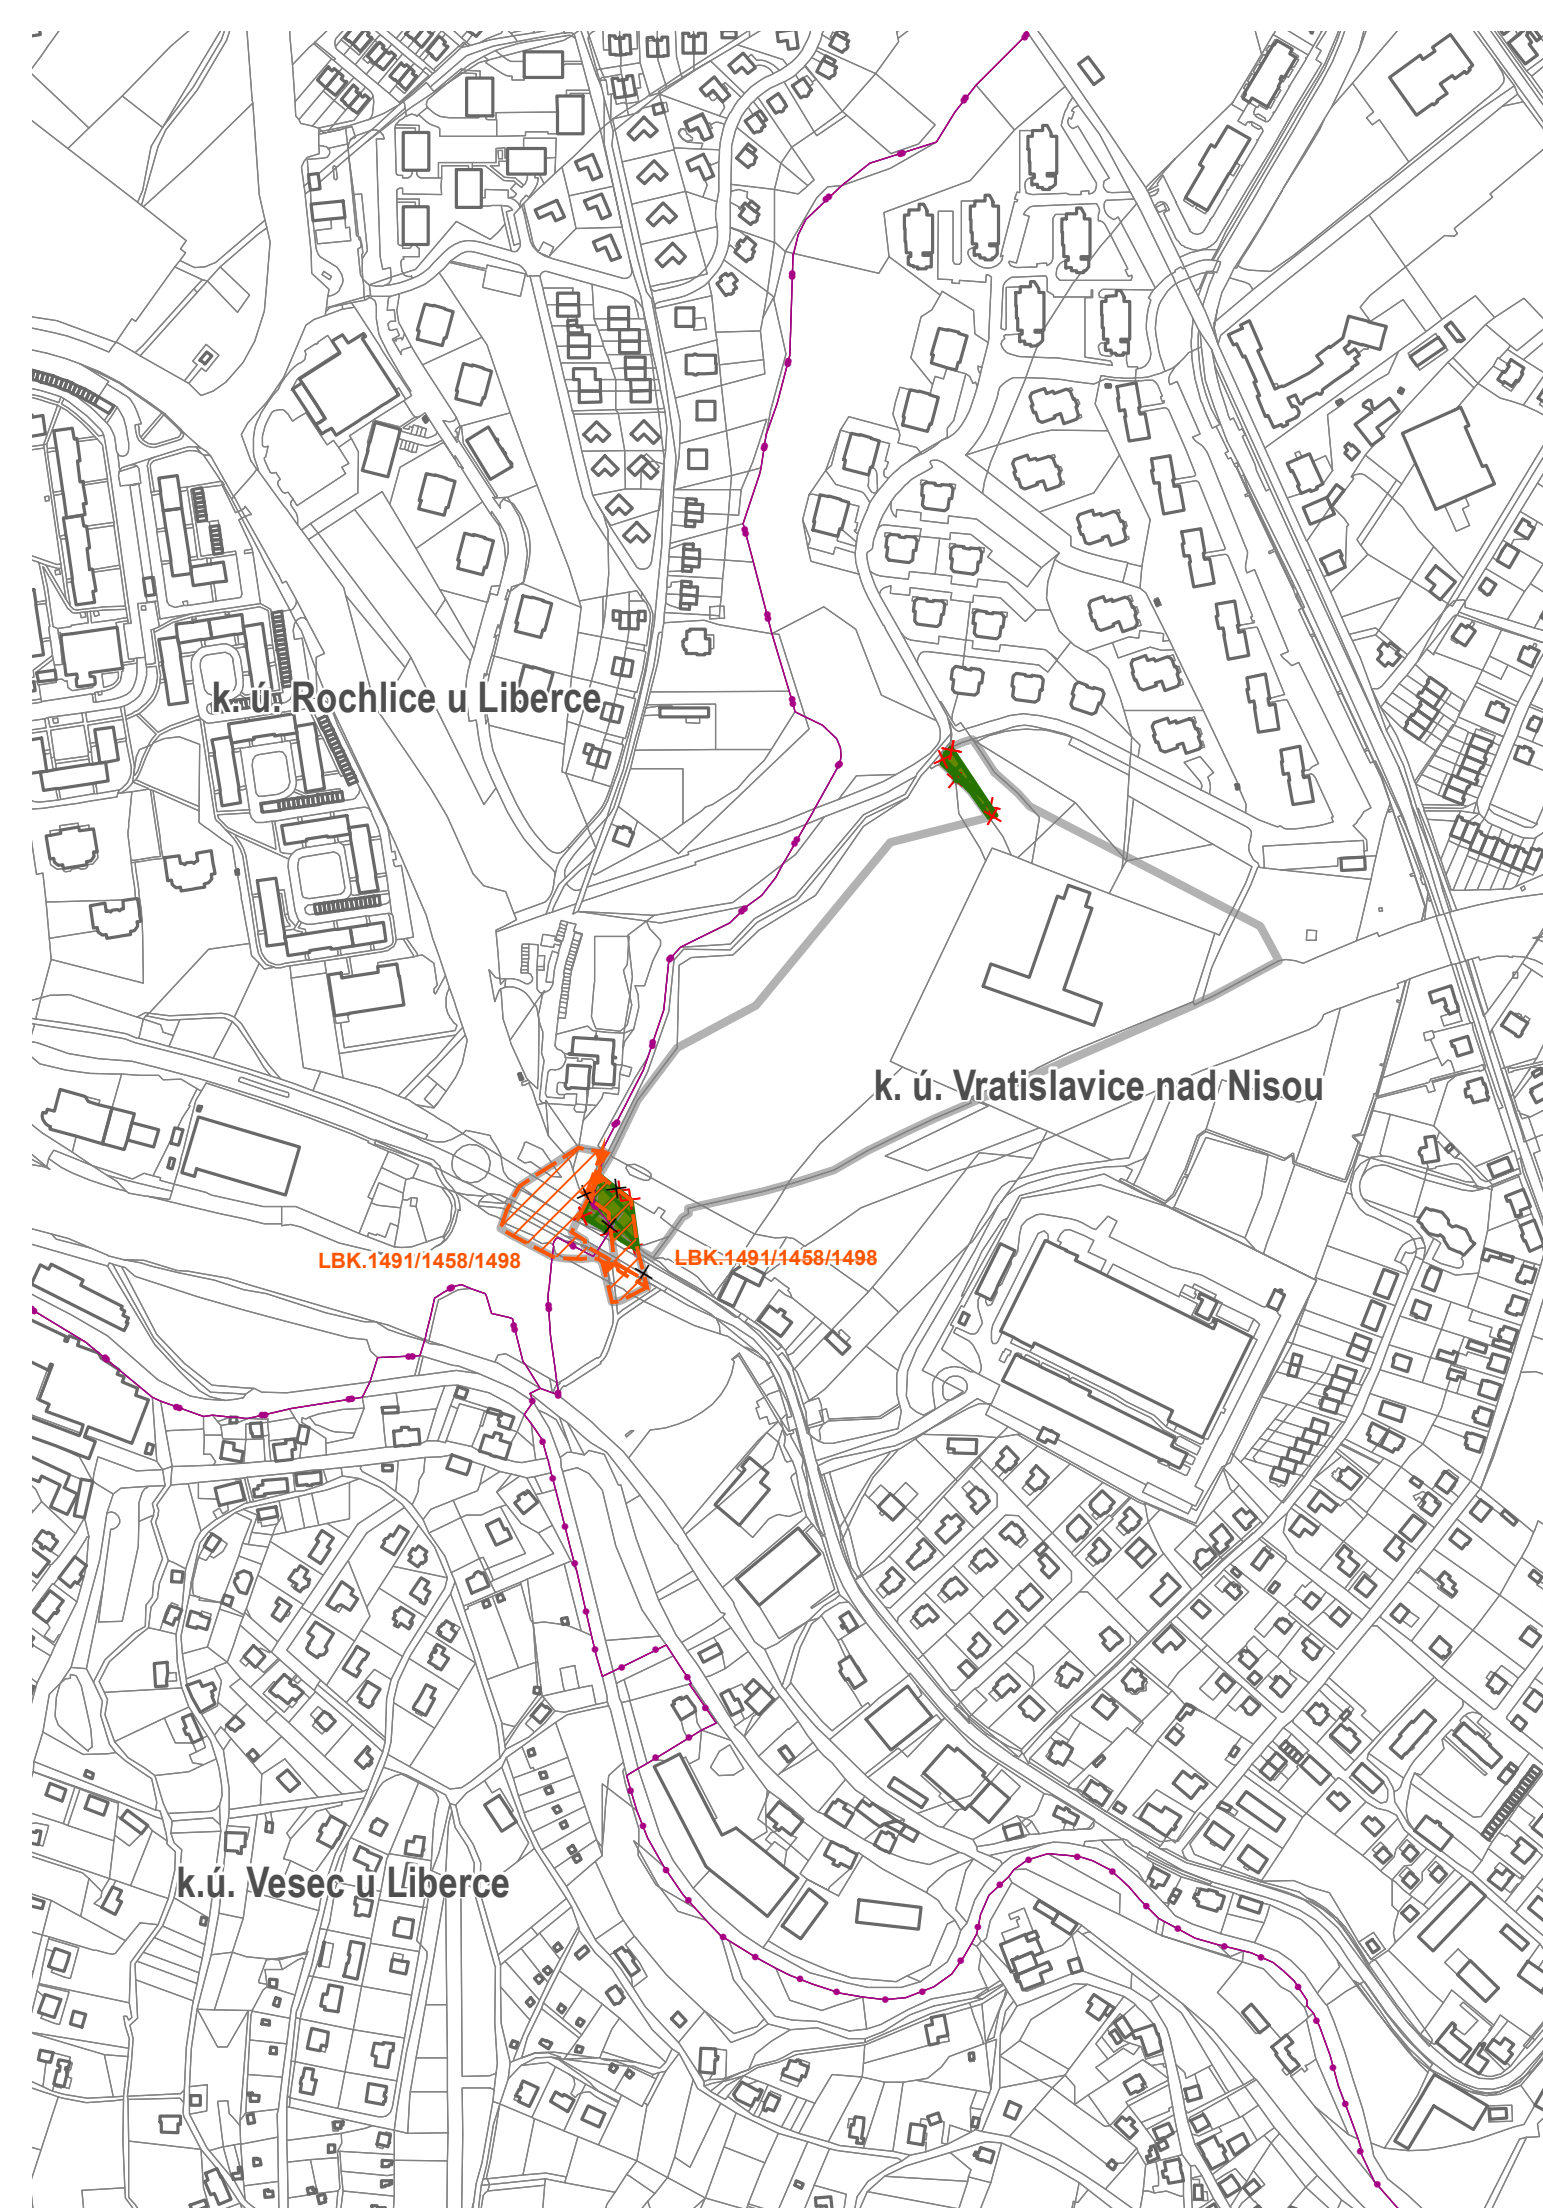 k. ú. Rochlice u Liberce
k. ú. Vratislavice nad Nisou
LBK.1491/1458/1498
LBK.1491/1458/1498
k.ú. Vesec u Liberce